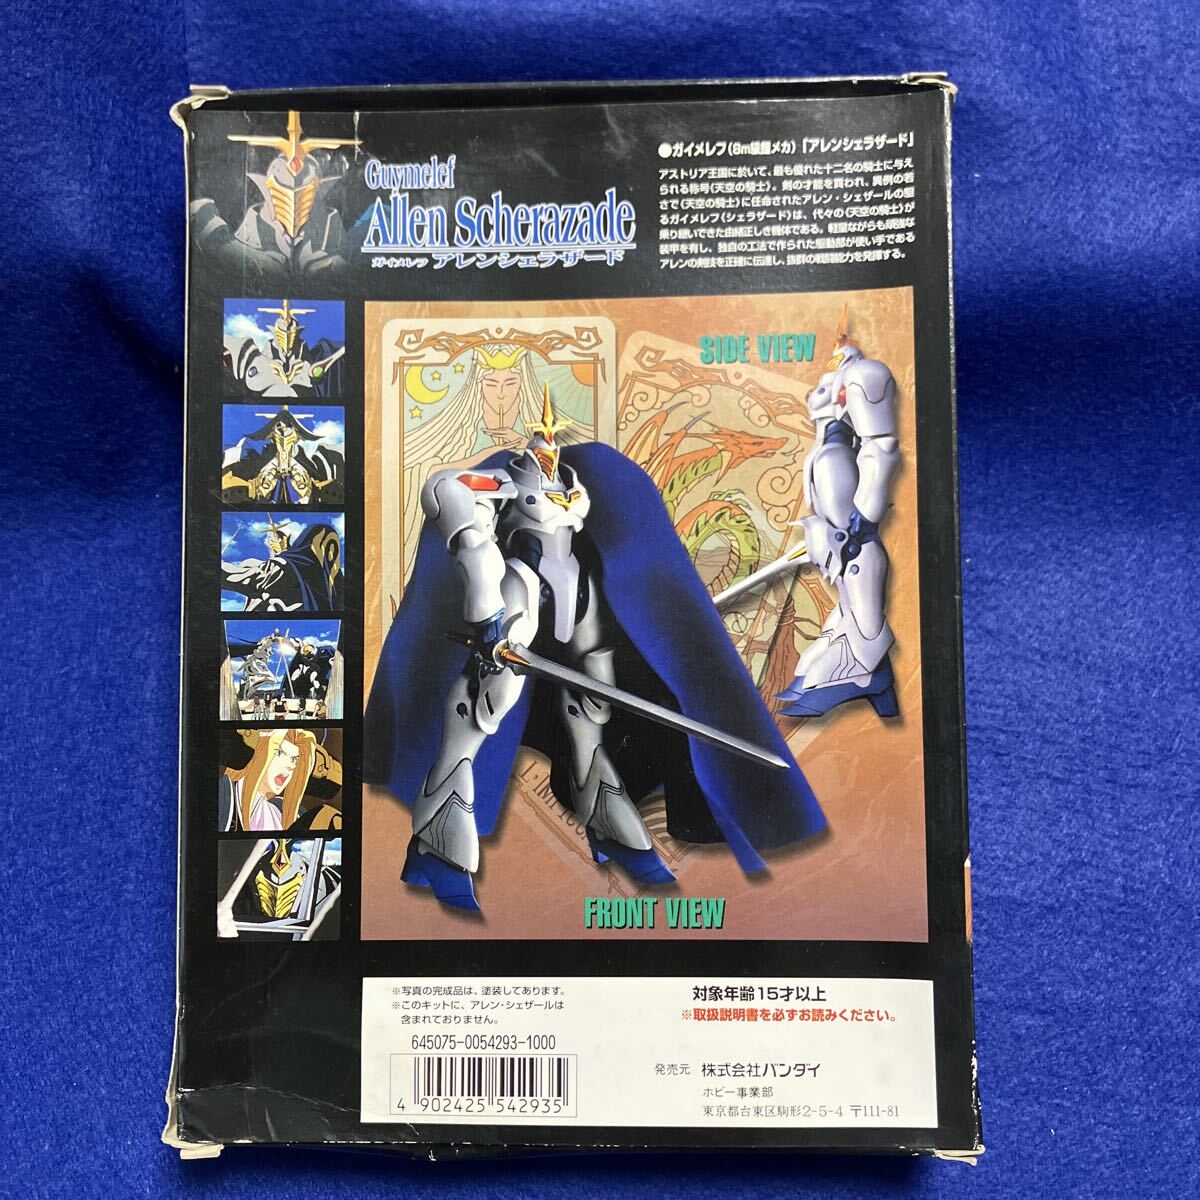 Guymelef
Allen Scherazade
ガイメレフ アレンシェラザード
●ガイメレフ(8m級鎧メカ)「アレンシェラザード」
アストリア王国に於いて、最も優れた十二名の騎士に与え
られる称号《天空の騎士》。剣の才能を買われ、異例の若
さで《天空の騎士》に任命されたアレン・シェザールの駆
るガイメレフ《シェラザード》は、代々の《天空の騎士》が
乗り継いできた由緒正しき機体である。軽量ながらも頑強な
装甲を有し、独自の工法で作られた駆動部が使い手である
アレンの剣技を正確に伝達し、抜群の戦闘能力を発揮する。
SIDE VIEW
FRONT VIEW
※写真の完成品は、塗装してあります。
※このキットに、アレン・シェザールは
含まれておりません。
645075-0054293-1000
4 902425 542935
対象年齢15才以上
※取扱説明書を必ずお読みください。
発売元 株式会社バンダイ
ホビー事業部
東京都台東区駒形2-5-4 〒111-81